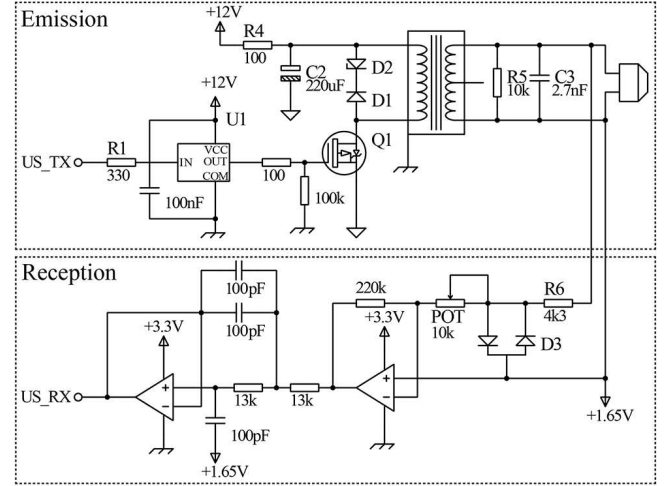 Emission
+12V
R4
100
C2
220uF
D2
D1
R5
10k
C3
2.7nF
+12V
U1
Q1
US_TX
R1
330
IN
VCC
OUT
COM
100
100k
100nF
Reception
100pF
100pF
220k
R6
4k3
POT
10k
D3
+3.3V
+3.3V
US_RX
+
-
13k
13k
+
-
100pF
+1.65V
+1.65V